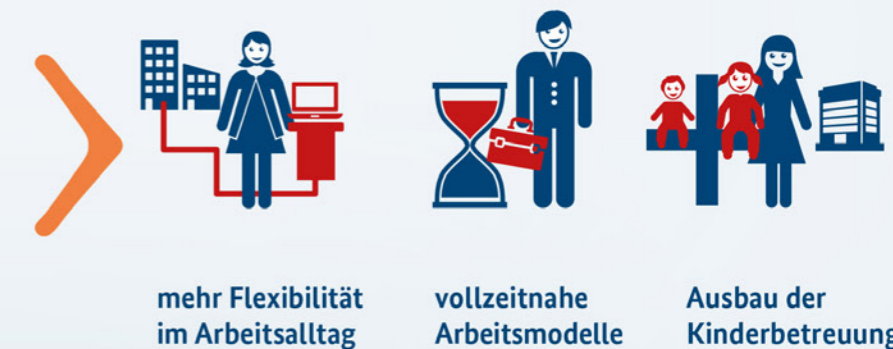 mehr Flexibilität
im Arbeitsalltag
vollzeitnahe
Arbeitsmodelle
Ausbau der
Kinderbetreuung